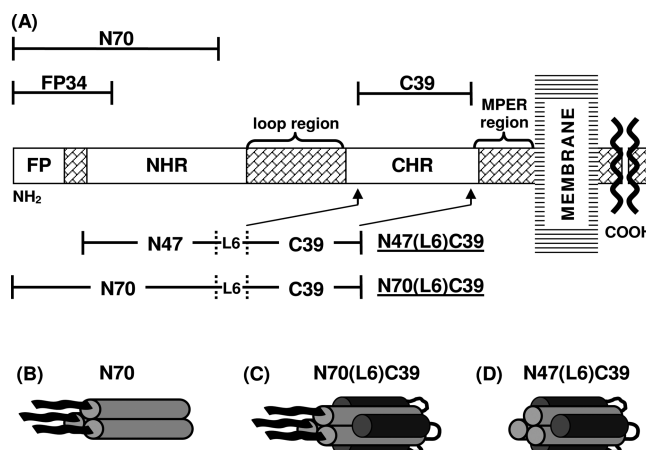 (A)
N70
FP34
C39
loop region
MPER region
FP
NHR
CHR
MEMBRANE
NH2
COOH
N47
L6
C39
N47(L6)C39
N70
L6
C39
N70(L6)C39
(B)
N70
(C)
N70(L6)C39
(D)
N47(L6)C39